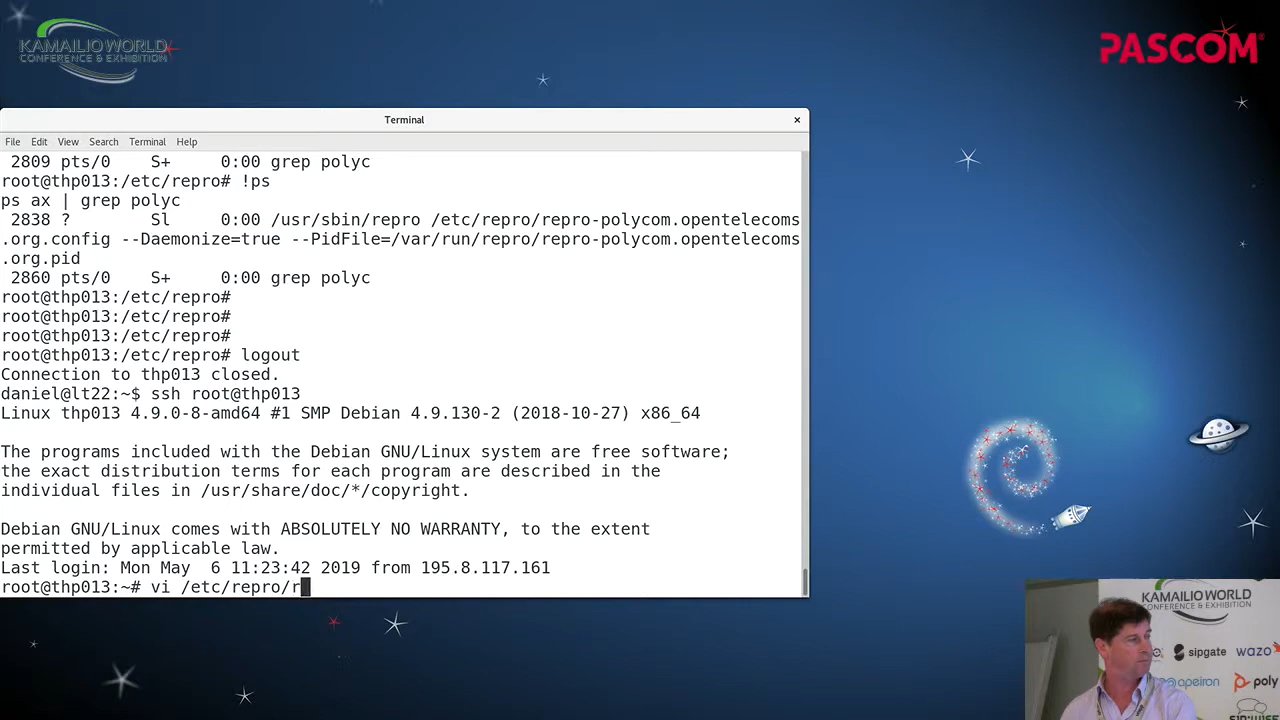 KAMAILIO WORLD
CONFERENCE & EXHIBITION
PASCOM
Terminal
×
File Edit View Search Terminal Help
2809 pts/0    S+     0:00 grep polyc
root@thp013:/etc/repro# !ps
ps ax | grep polyc
2838 ?        Sl     0:00 /usr/sbin/repro /etc/repro/repro-polycom.opentelecoms
.org.config --Daemonize=true --PidFile=/var/run/repro/repro-polycom.opentelecoms
.org.pid
2860 pts/0    S+     0:00 grep polyc
root@thp013:/etc/repro#
root@thp013:/etc/repro#
root@thp013:/etc/repro#
root@thp013:/etc/repro# logout
Connection to thp013 closed.
daniel@lt22:~$ ssh root@thp013
Linux thp013 4.9.0-8-amd64 #1 SMP Debian 4.9.130-2 (2018-10-27) x86_64
The programs included with the Debian GNU/Linux system are free software;
the exact distribution terms for each program are described in the
individual files in /usr/share/doc/*/copyright.
Debian GNU/Linux comes with ABSOLUTELY NO WARRANTY, to the extent
permitted by applicable law.
Last login: Mon May  6 11:23:42 2019 from 195.8.117.161
root@thp013:~# vi /etc/repro/r
KAMAILIO WORLD
CONFERENCE & EXHIBITION
sipgate wazo
apeiron poly